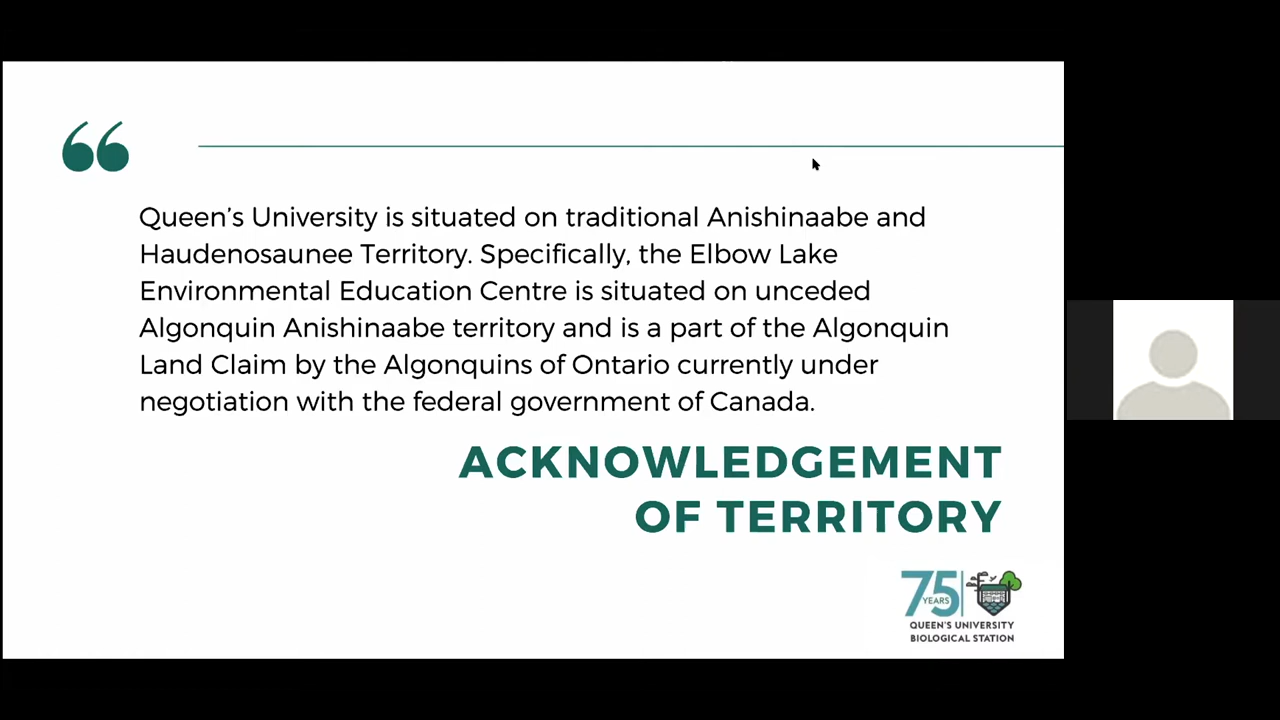 Queen's University is situated on traditional Anishinaabe and
Haudenosaunee Territory. Specifically, the Elbow Lake
Environmental Education Centre is situated on unceded
Algonquin Anishinaabe territory and is a part of the Algonquin
Land Claim by the Algonquins of Ontario currently under
negotiation with the federal government of Canada.
ACKNOWLEDGEMENT
OF TERRITORY
75
YEARS
QUEEN'S UNIVERSITY
BIOLOGICAL STATION